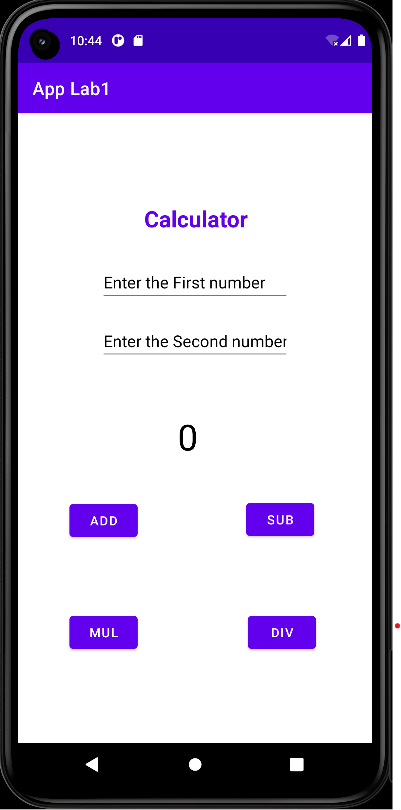 10:44
App Lab1
Calculator
Enter the First number
Enter the Second number
0
ADD
SUB
MUL
DIV